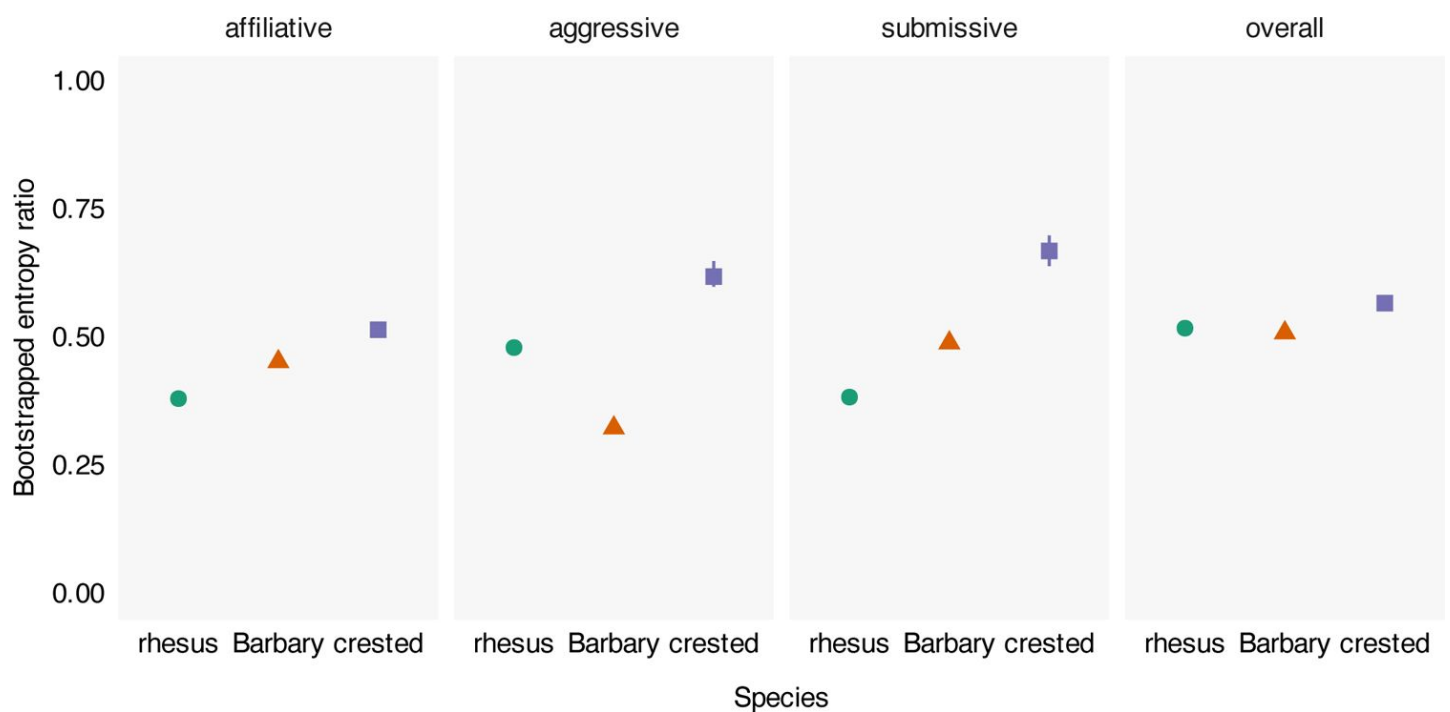 affiliative aggressive submissive overall
Bootstrapped entropy ratio
1.00
0.75
0.50
0.25
0.00
rhesus Barbary crested rhesus Barbary crested rhesus Barbary crested rhesus Barbary crested
Species